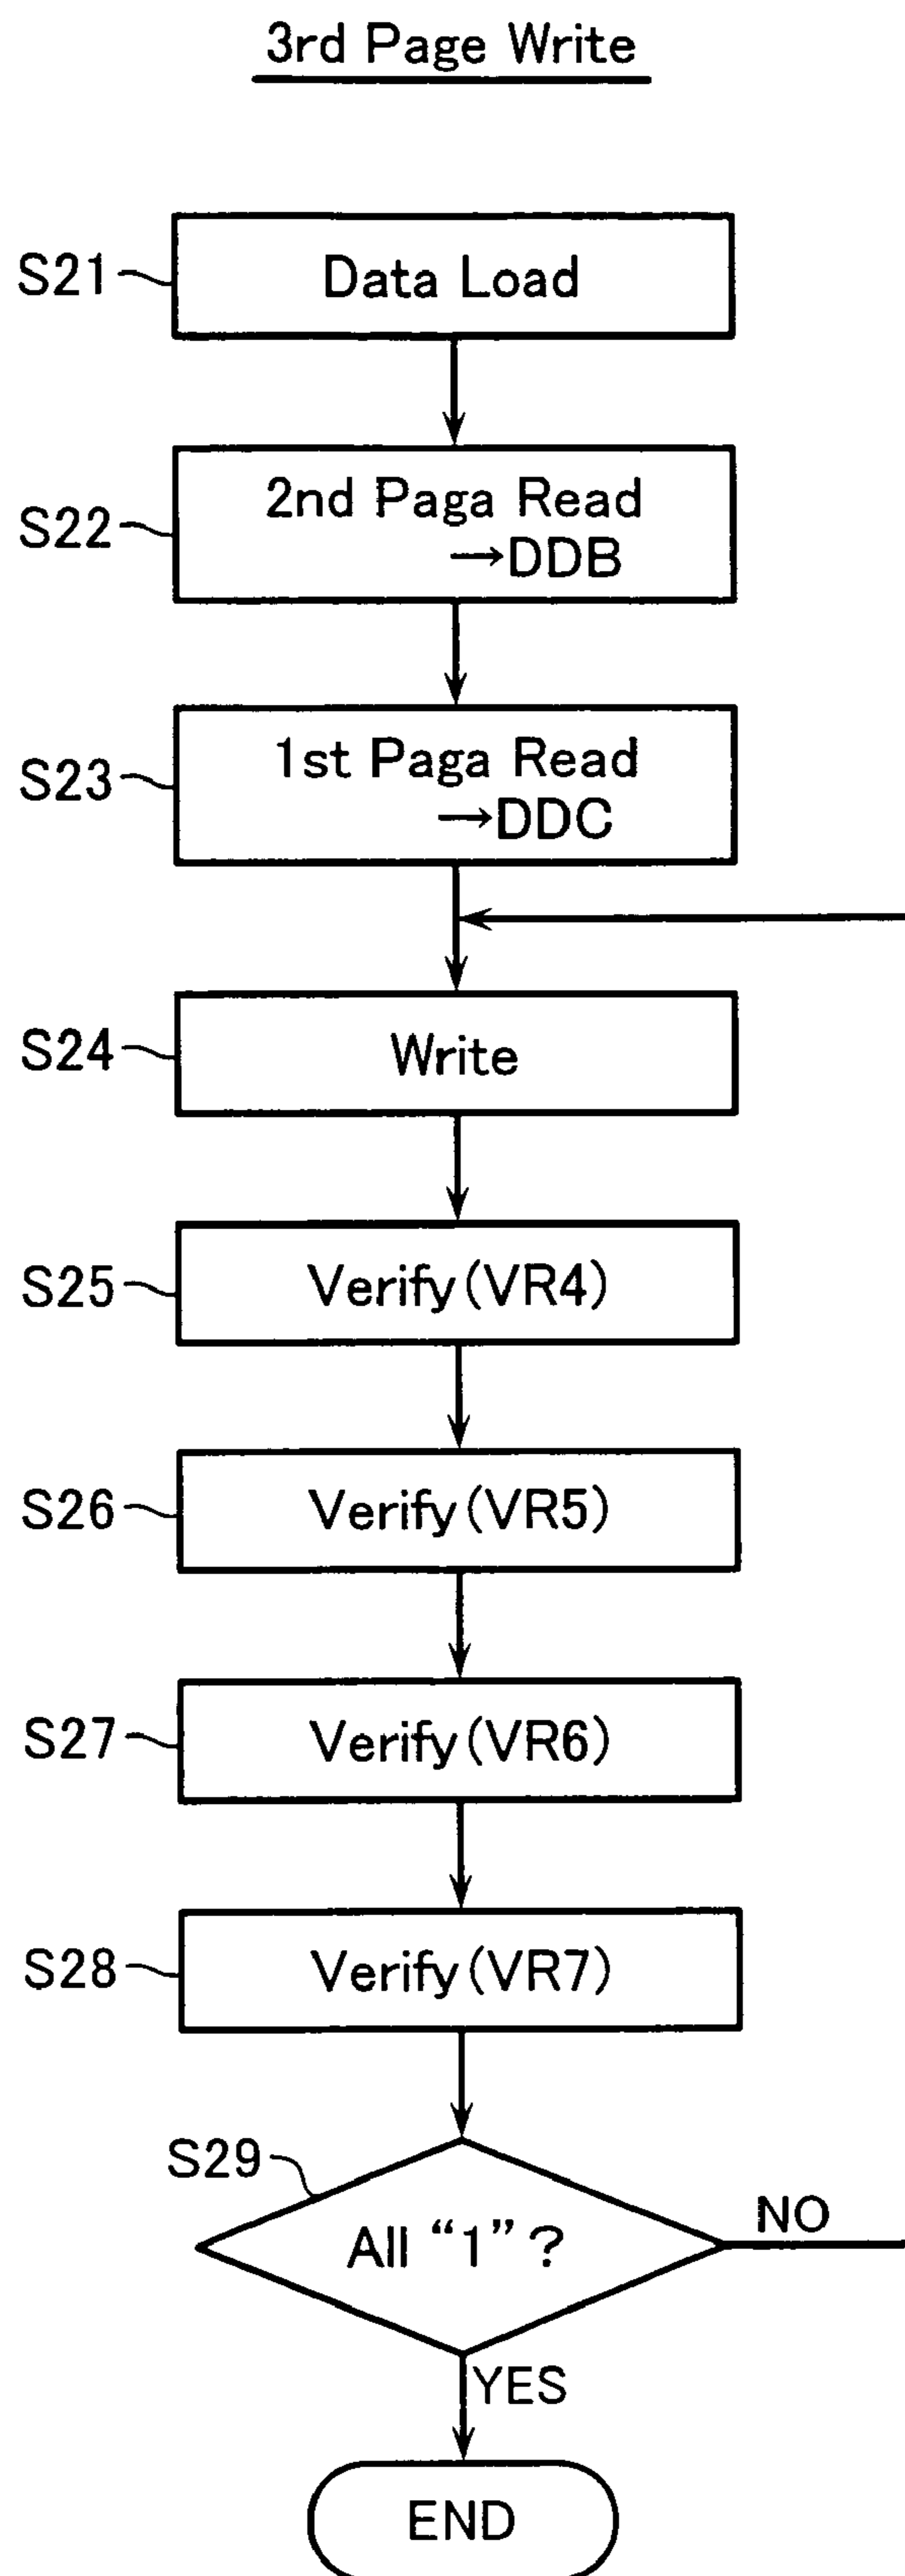 3rd Page Write
S21
Data Load
S22
2nd Paga Read
→DDB
S23
1st Paga Read
→DDC
S24
Write
S25
Verify(VR4)
S26
Verify(VR5)
S27
Verify(VR6)
S28
Verify(VR7)
S29
All “1”?
NO
YES
END